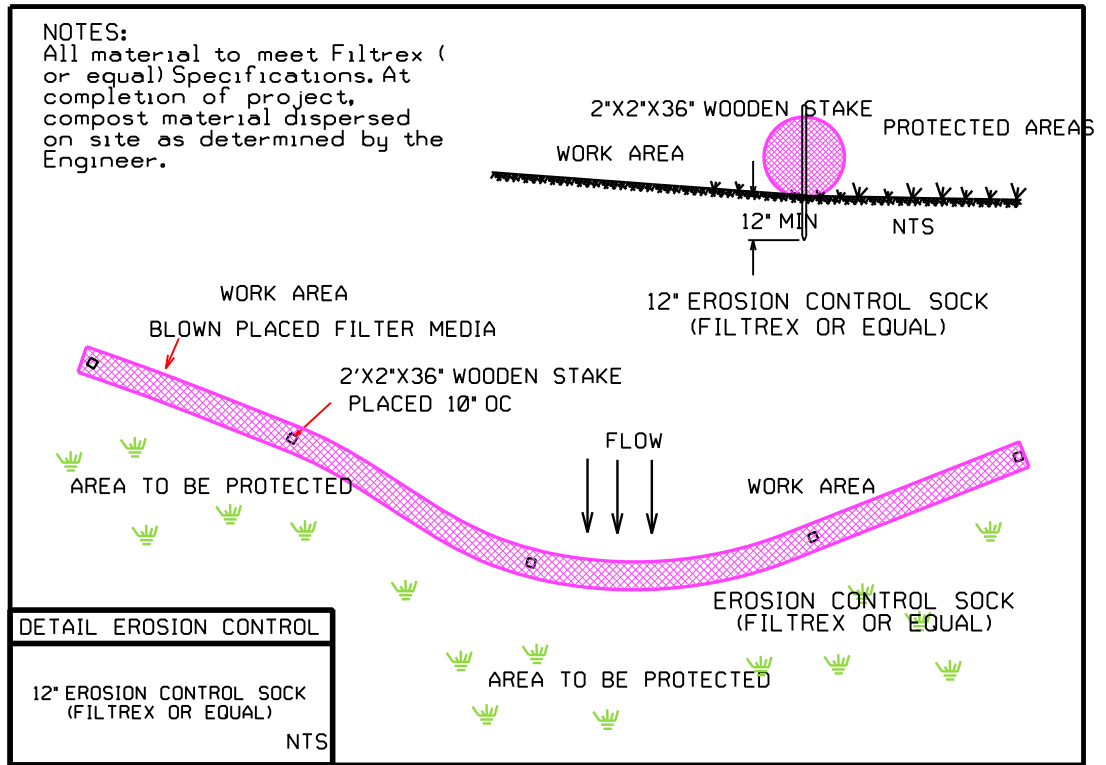 NOTES:
All material to meet Filtrex (
or equal) Specifications. At
completion of project,
compost material dispersed
on site as determined by the
Engineer.
2"X2"X36" WOODEN STAKE
PROTECTED AREAS
WORK AREA
12" MIN
NTS
12" EROSION CONTROL SOCK
(FILTREX OR EQUAL)
WORK AREA
BLOWN PLACED FILTER MEDIA
2'X2"X36" WOODEN STAKE
PLACED 10" OC
FLOW
AREA TO BE PROTECTED
WORK AREA
EROSION CONTROL SOCK
(FILTREX OR EQUAL)
AREA TO BE PROTECTED
DETAIL EROSION CONTROL
12" EROSION CONTROL SOCK
(FILTREX OR EQUAL)
NTS